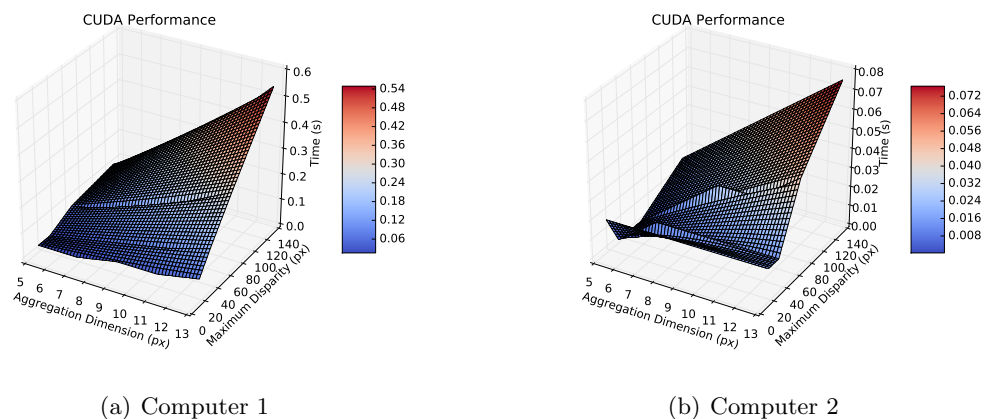 CUDA Performance
0.6
0.5
0.4
0.3
0.2
0.1
0.0
Time (s)
5 6 7 8 9 10 11 12 13
Aggregation Dimension (px)
0 20 40 60 80 100 120 140
Maximum Disparity (px)
0.54
0.48
0.42
0.36
0.30
0.24
0.18
0.12
0.06
(a) Computer 1
CUDA Performance
0.08
0.07
0.06
0.05
0.04
0.03
0.02
0.01
0.00
Time (s)
5 6 7 8 9 10 11 12 13
Aggregation Dimension (px)
0 20 40 60 80 100 120 140
Maximum Disparity (px)
0.072
0.064
0.056
0.048
0.040
0.032
0.024
0.016
0.008
(b) Computer 2